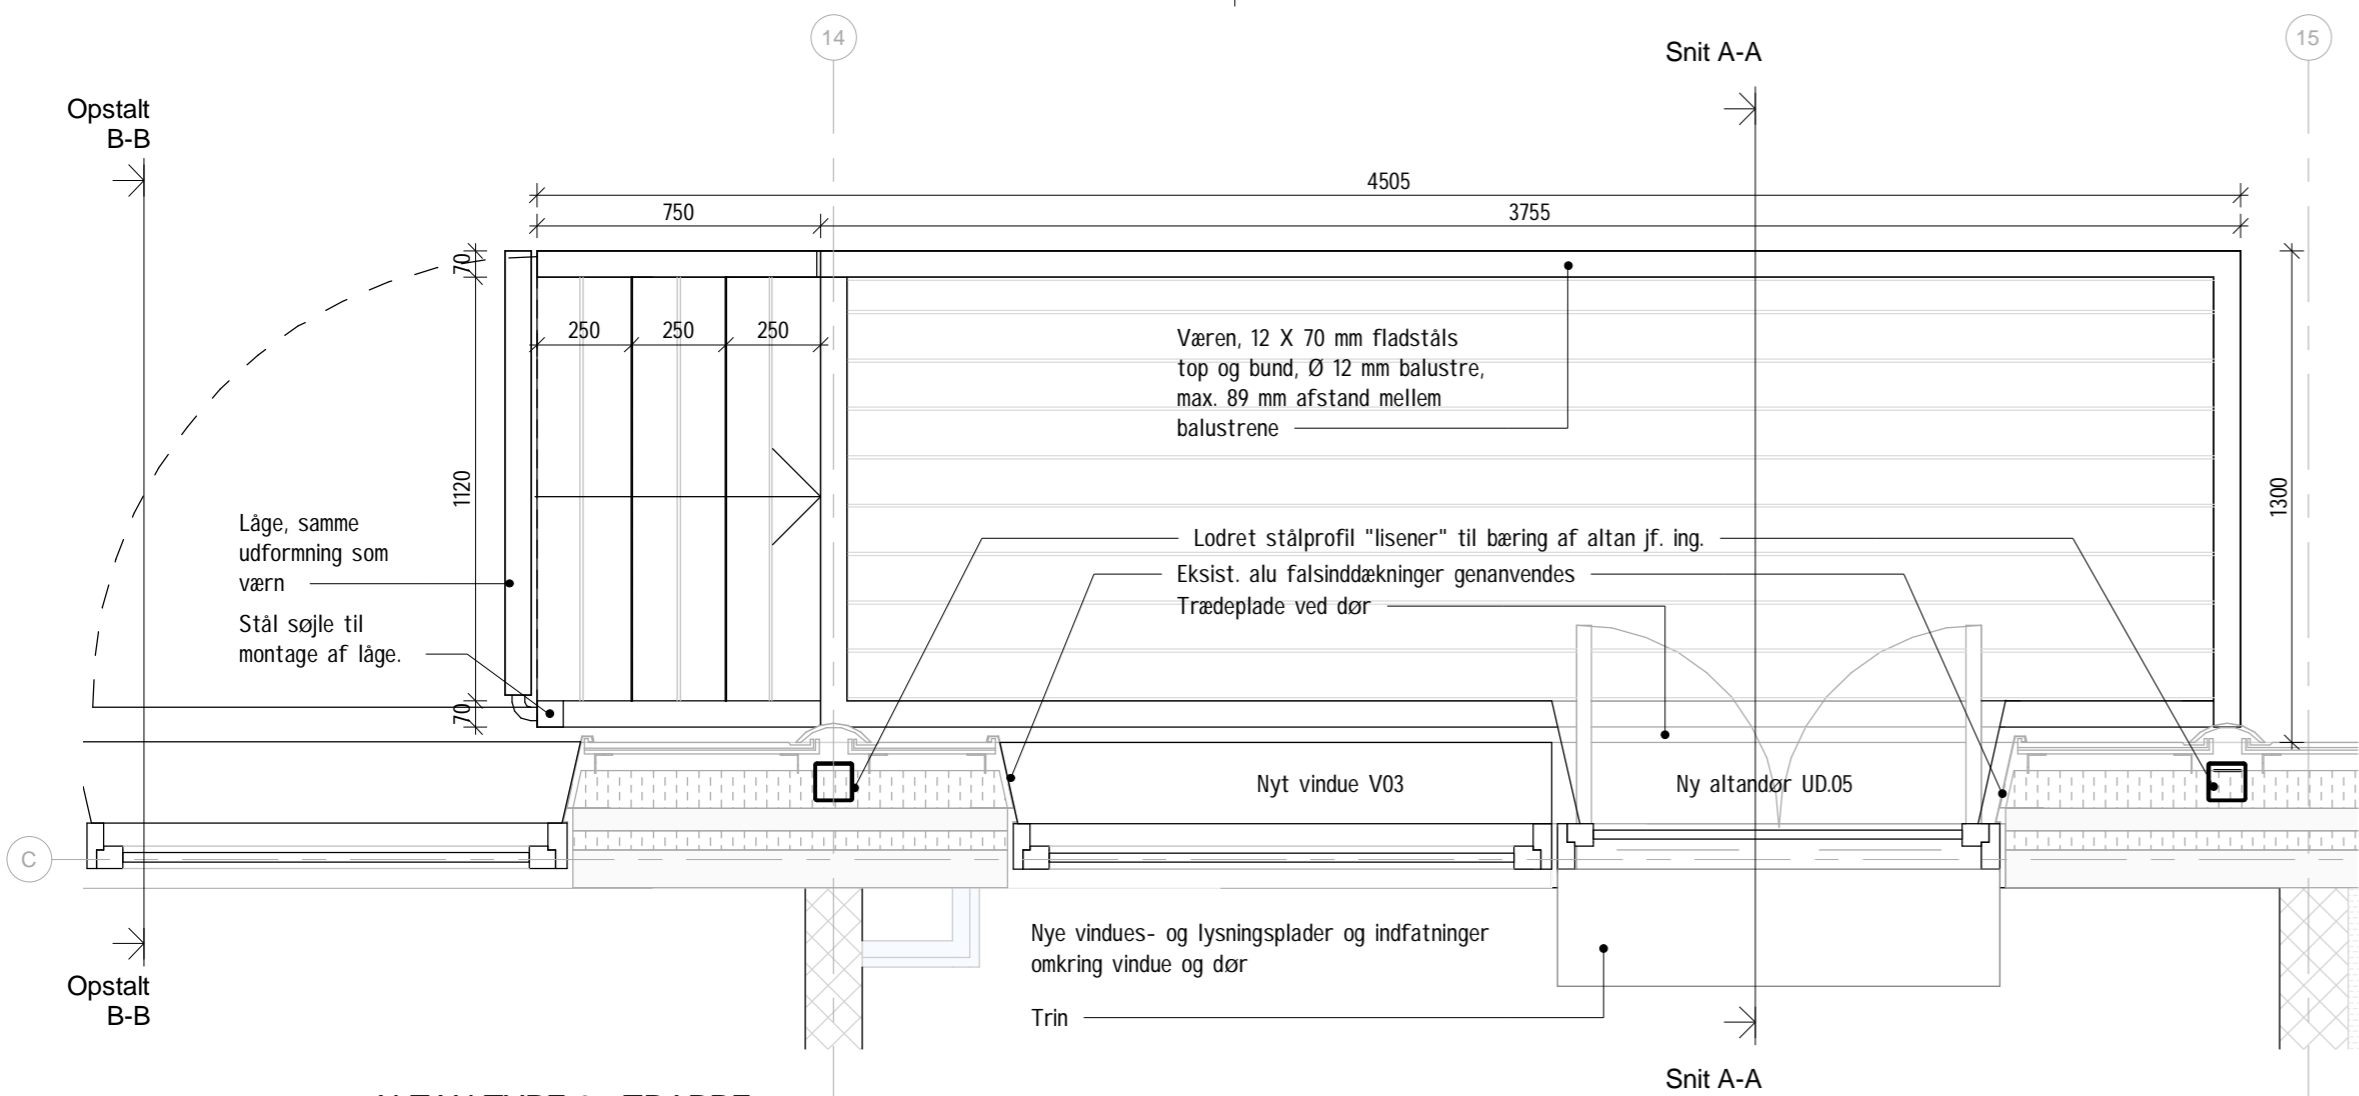 14
Snit A-A
15
Opstalt
B-B
4505
750
3755
70
250
250
250
Væren, 12 X 70 mm fladståls
top og bund, Ø 12 mm balustre,
max. 89 mm afstand mellem
balustrene
1120
1300
Låge, samme
udformning som
værn
Lodret stålprofil "lisener" til bæring af altan jf. ing.
Eksist. alu falsinddækninger genanvendes
Trædeplade ved dør
Stål søjle til
montage af låge.
70
Nyt vindue V03
Ny altandør UD.05
C
Nye vindues- og lysningsplader og indfatninger
omkring vindue og dør
Opstalt
B-B
Trin
Snit A-A